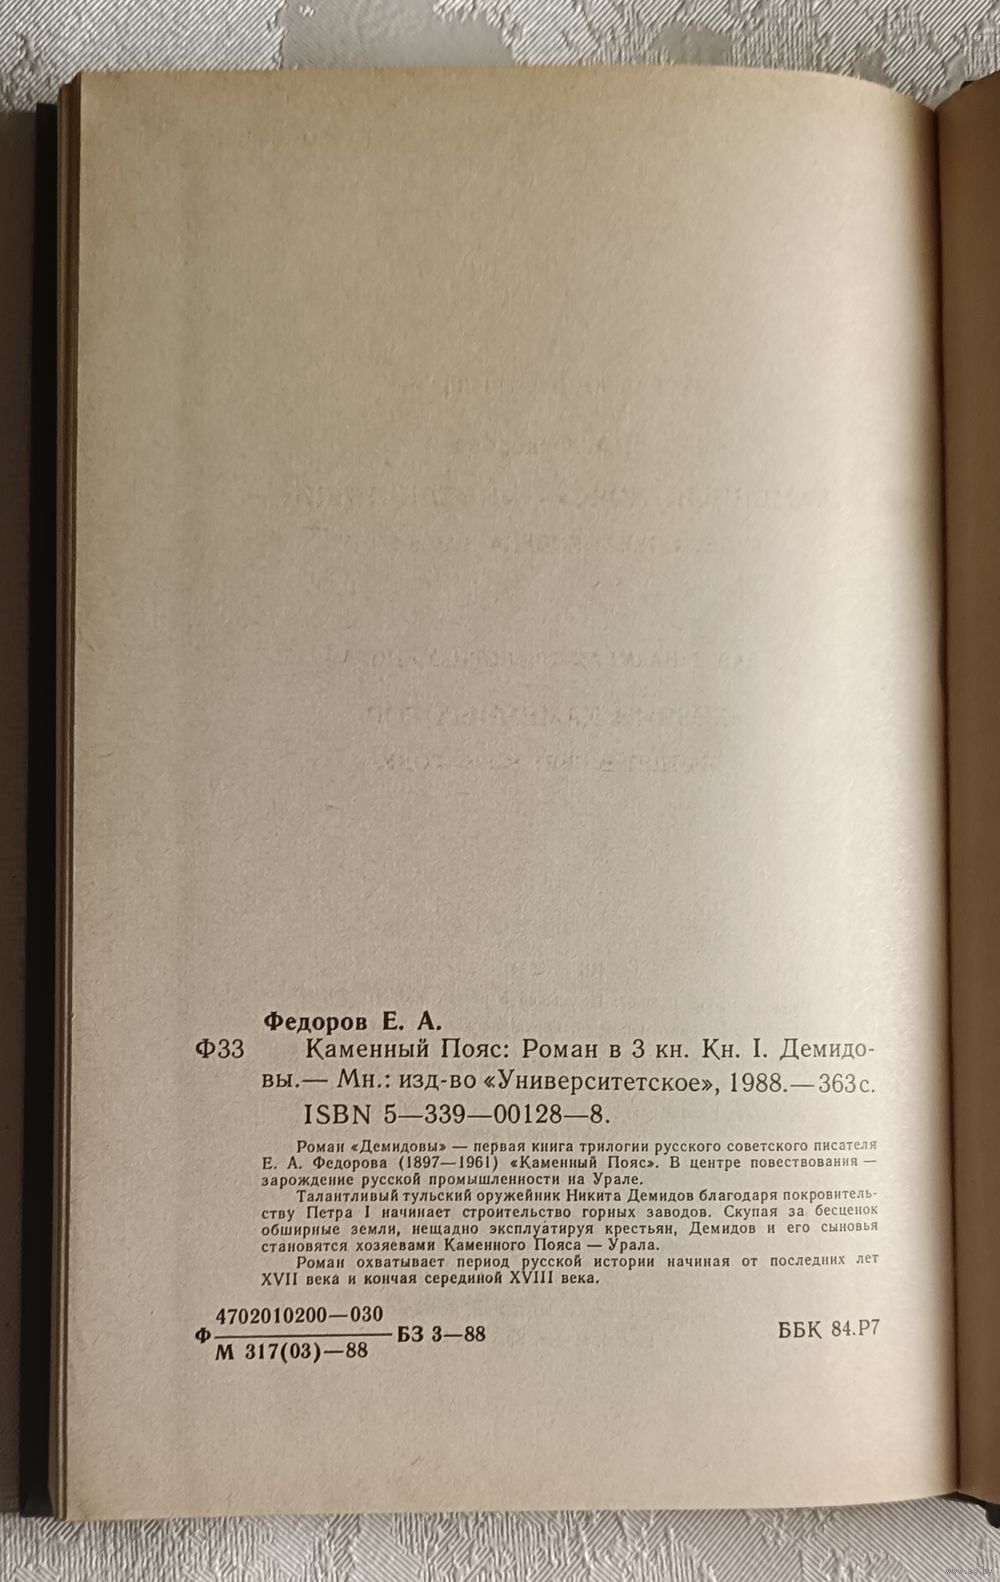 Федоров Е. А.
Ф33 Каменный Пояс: Роман в 3 кн. Кн. I. Демидо-
вы.— Мн.: изд-во «Университетское», 1988.—363с.
ISBN 5—339—00128—8.
Роман «Демидовы» — первая книга трилогии русского советского писателя
Е. А. Федорова (1897—1961) «Каменный Пояс». В центре повествования —
зарождение русской промышленности на Урале.
Талантливый тульский оружейник Никита Демидов благодаря покровитель-
ству Петра I начинает строительство горных заводов. Скупая за бесценок
обширные земли, нещадно эксплуатируя крестьян, Демидов и его сыновья
становятся хозяевами Каменного Пояса — Урала.
Роман охватывает период русской истории начиная от последних лет
XVII века и кончая серединой XVIII века.
4702010200—030
Ф БЗ 3—88
М 317(03)—88
ББК 84.Р7
www.ay.by